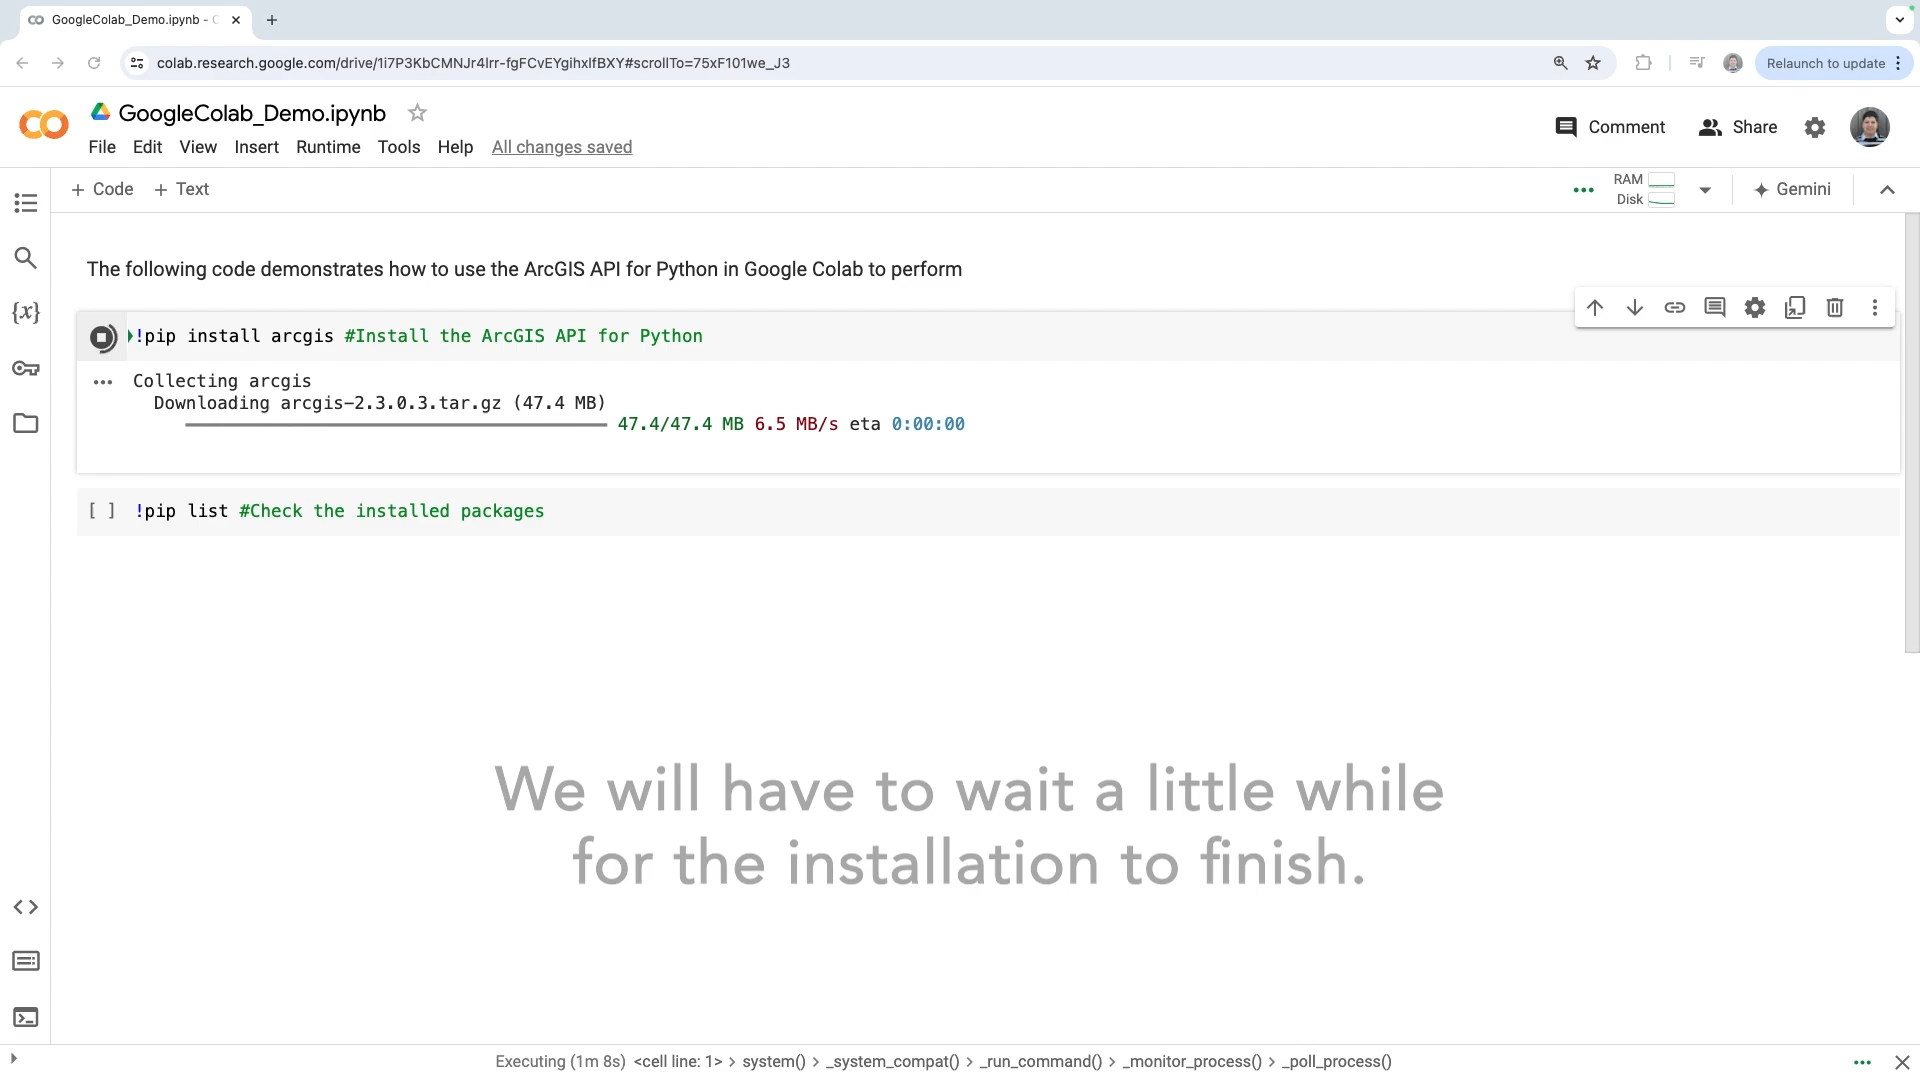 GoogleColab_Demo.ipynb -
colab.research.google.com/drive/1i7P3KbCMNJr4Irr-fgFCvEYgihxIfBXY#scrollTo=75xF101we_J3
Relaunch to update
GoogleColab_Demo.ipynb
File Edit View Insert Runtime Tools Help All changes saved
Comment
Share
+ Code + Text
RAM
Disk
Gemini
The following code demonstrates how to use the ArcGIS API for Python in Google Colab to perform
!pip install arcgis #Install the ArcGIS API for Python
Collecting arcgis
Downloading arcgis-2.3.0.3.tar.gz (47.4 MB)
47.4/47.4 MB 6.5 MB/s eta 0:00:00
[ ] !pip list #Check the installed packages
We will have to wait a little while
for the installation to finish.
Executing (1m 8s) <cell line: 1> > system() > _system_compat() > _run_command() > _monitor_process() > _poll_process()